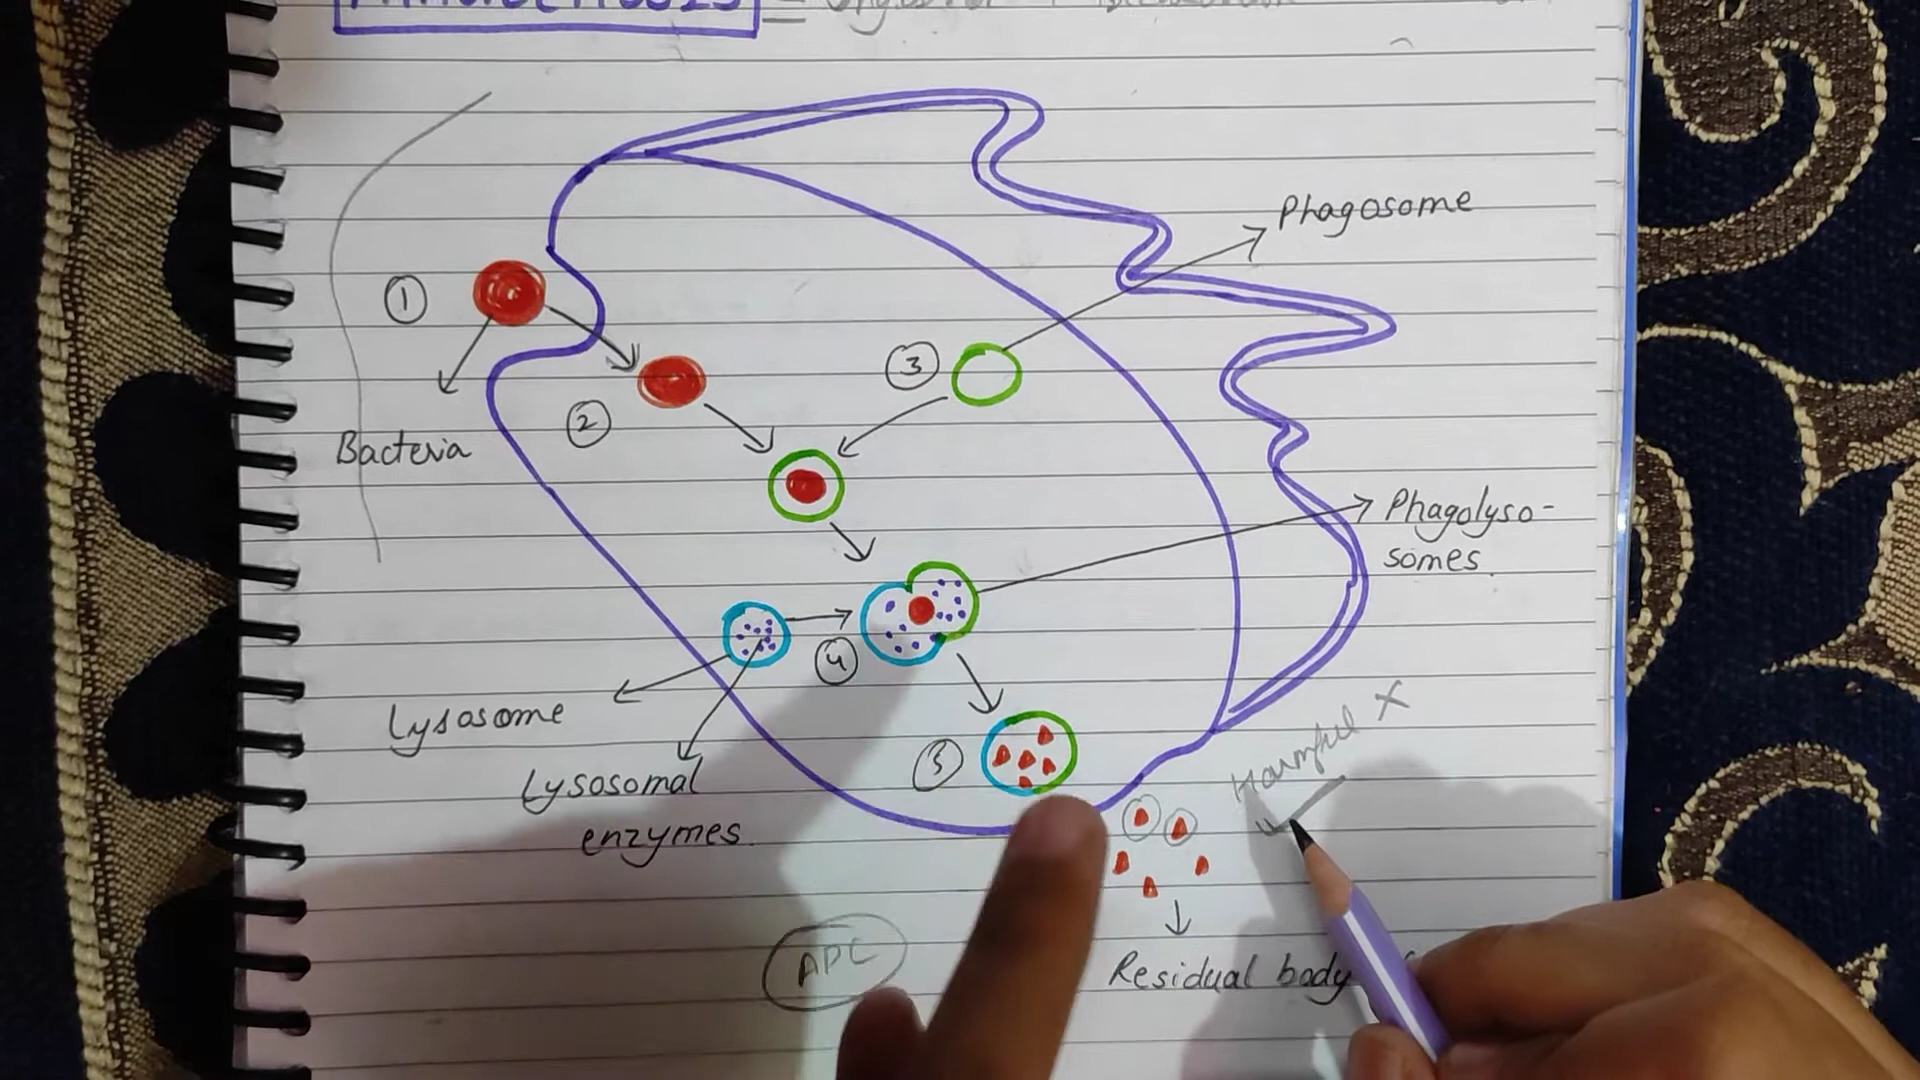 ①
Bacteria
②
③
Phagosome
Phagolyso-
somes.
④
Lysosome
Lysosomal
enzymes.
⑤
Harmful X
APC
Residual body